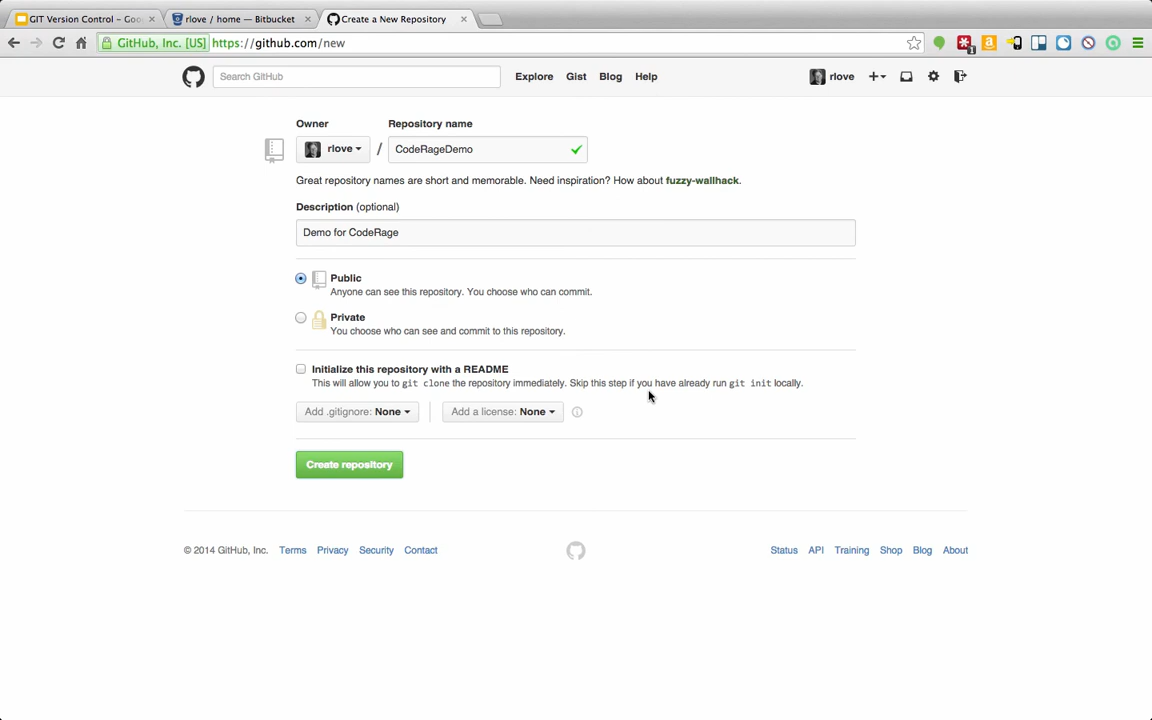 GIT Version Control – Goo
rlove / home — Bitbucket
Create a New Repository
GitHub, Inc. [US] https://github.com/new
1
Search GitHub
Explore Gist Blog Help
rlove
Owner Repository name
rlove / CodeRageDemo
Great repository names are short and memorable. Need inspiration? How about fuzzy-wallhack.
Description (optional)
Demo for CodeRage
Public
Anyone can see this repository. You choose who can commit.
Private
You choose who can see and commit to this repository.
Initialize this repository with a README
This will allow you to git clone the repository immediately. Skip this step if you have already run git init locally.
Add .gitignore: None Add a license: None
Create repository
© 2014 GitHub, Inc. Terms Privacy Security Contact Status API Training Shop Blog About